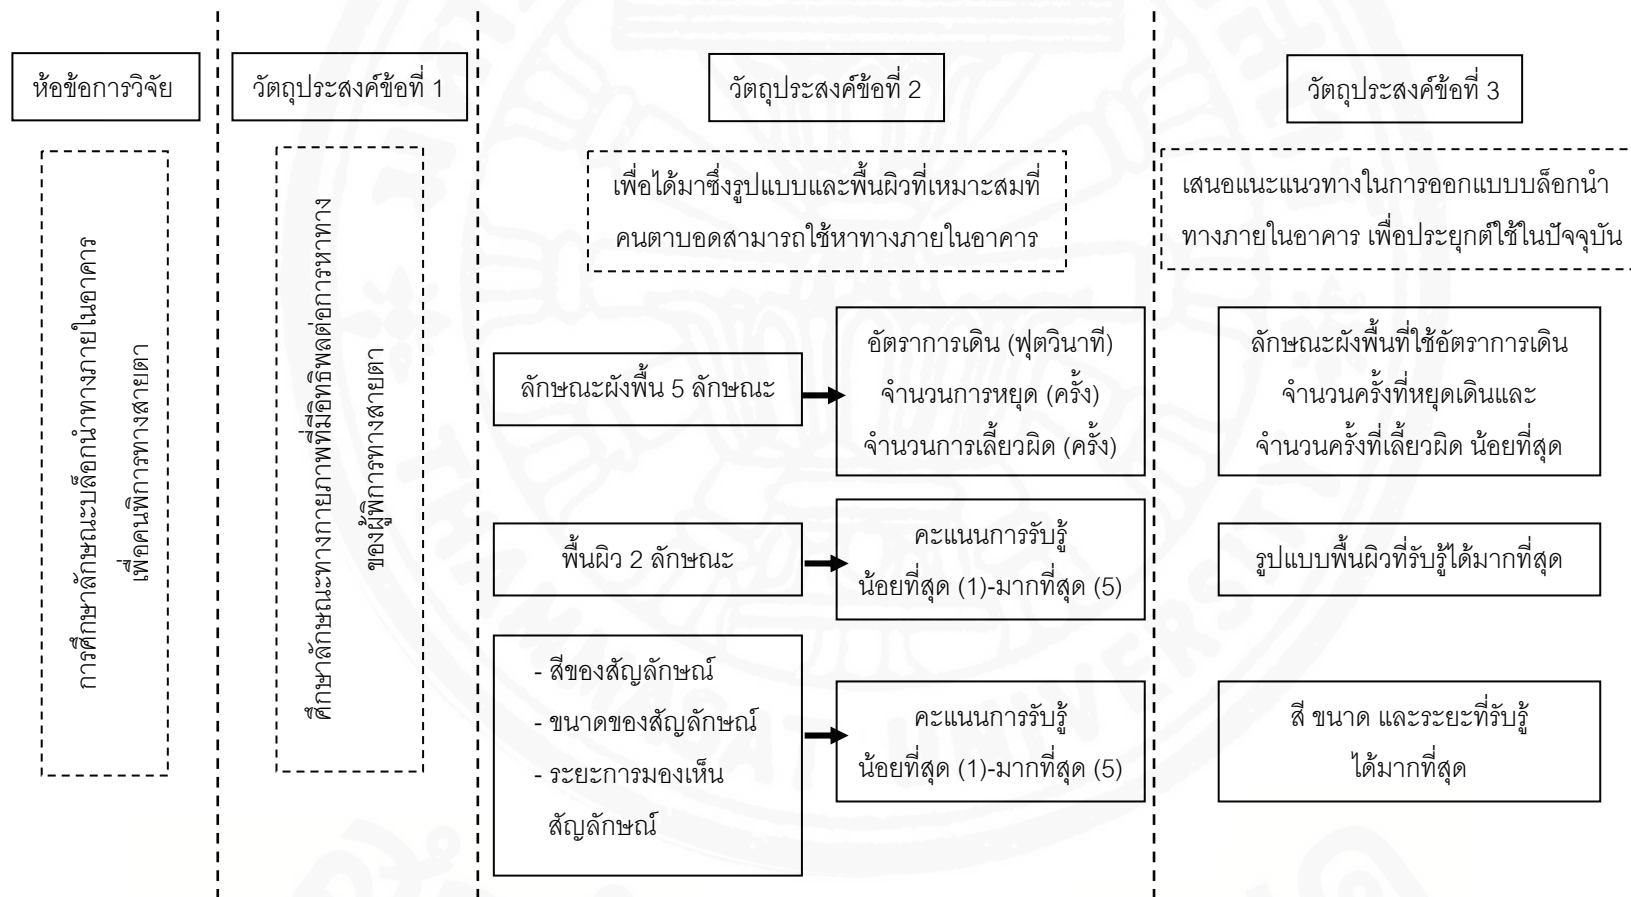 ห้อข้อการวิจัย
การศึกษาลักษณะบล็อกนำทางภายในอาคาร
เพื่อคนพิการทางสายตา
วัตถุประสงค์ข้อที่ 1
ศึกษาลักษณะทางกายภาพที่มีอิทธิพลต่อการหาทาง
ของผู้พิการทางสายตา
วัตถุประสงค์ข้อที่ 2
เพื่อได้มาซึ่งรูปแบบและพื้นผิวที่เหมาะสมที่
คนตาบอดสามารถใช้หาทางภายในอาคาร
ลักษณะผังพื้น 5 ลักษณะ
อัตราการเดิน (ฟุตวินาที)
จำนวนการหยุด (ครั้ง)
จำนวนการเลี้ยวผิด (ครั้ง)
พื้นผิว 2 ลักษณะ
คะแนนการรับรู้
น้อยที่สุด (1)-มากที่สุด (5)
- สีของสัญลักษณ์
- ขนาดของสัญลักษณ์
- ระยะการมองเห็น
สัญลักษณ์
คะแนนการรับรู้
น้อยที่สุด (1)-มากที่สุด (5)
วัตถุประสงค์ข้อที่ 3
เสนอแนะแนวทางในการออกแบบบล็อกนำ
ทางภายในอาคาร เพื่อประยุกต์ใช้ในปัจจุบัน
ลักษณะผังพื้นที่ใช้อัตราการเดิน
จำนวนครั้งที่หยุดเดินและ
จำนวนครั้งที่เลี้ยวผิด น้อยที่สุด
รูปแบบพื้นผิวที่รับรู้ได้มากที่สุด
สี ขนาด และระยะที่รับรู้
ได้มากที่สุด
THAMMASAT UNIVERSITY